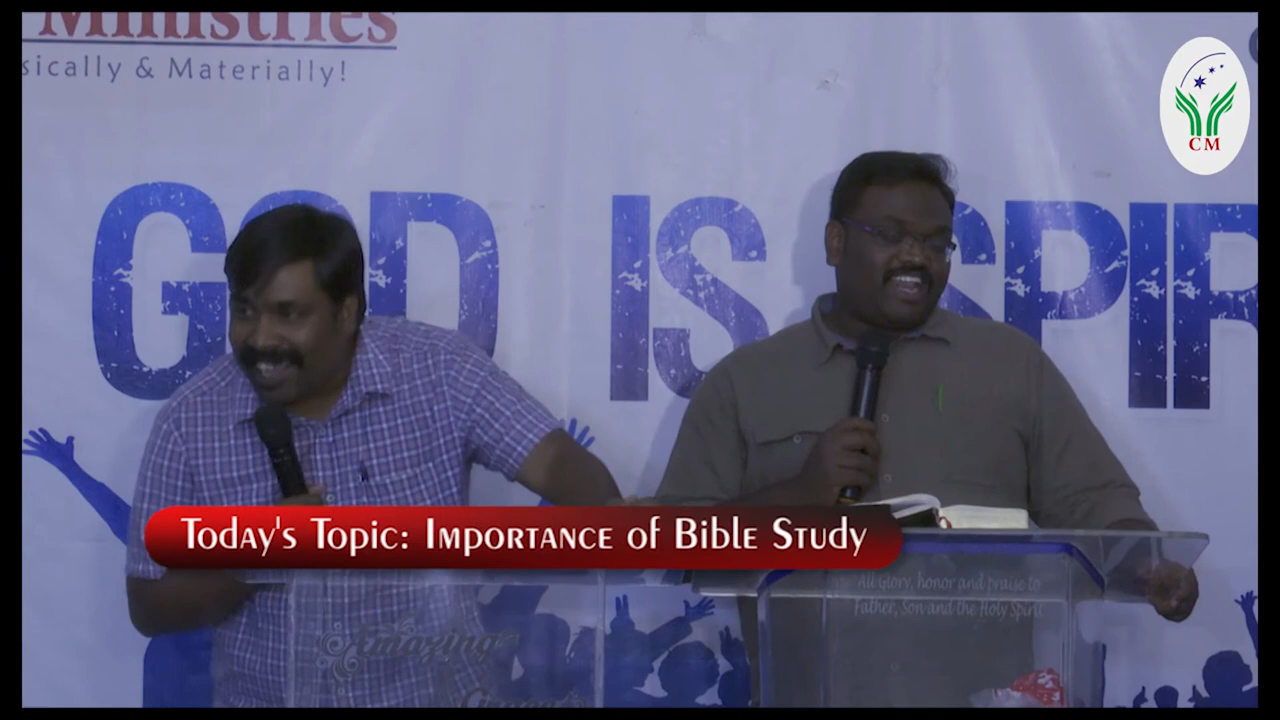 Ministries
sically & Materially!
CM
GOD IS SPIR
Today's Topic: Importance of Bible Study
All Glory, honor and praise to
Father, Son and the Holy Spirit
Amazing